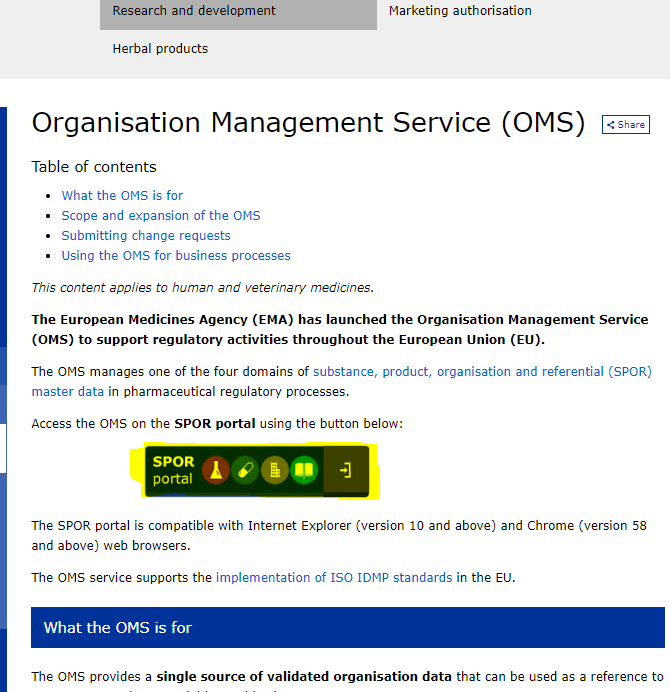 Research and development
Marketing authorisation
Herbal products
Organisation Management Service (OMS)
Share
Table of contents
What the OMS is for
Scope and expansion of the OMS
Submitting change requests
Using the OMS for business processes
This content applies to human and veterinary medicines.
The European Medicines Agency (EMA) has launched the Organisation Management Service
(OMS) to support regulatory activities throughout the European Union (EU).
The OMS manages one of the four domains of substance, product, organisation and referential (SPOR)
master data in pharmaceutical regulatory processes.
Access the OMS on the SPOR portal using the button below:
SPOR
portal
The SPOR portal is compatible with Internet Explorer (version 10 and above) and Chrome (version 58
and above) web browsers.
The OMS service supports the implementation of ISO IDMP standards in the EU.
What the OMS is for
The OMS provides a single source of validated organisation data that can be used as a reference to